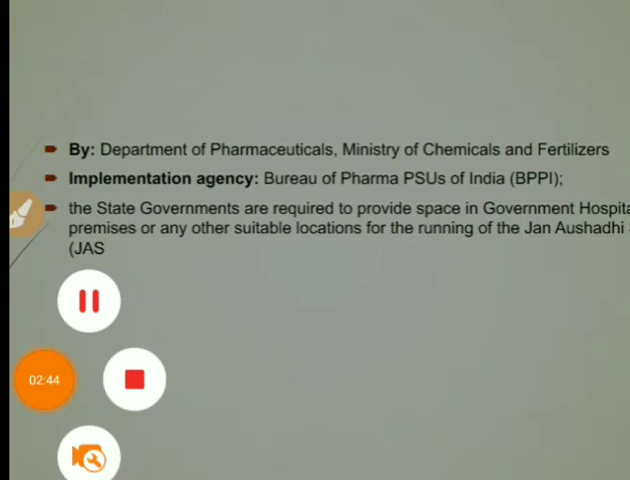 By: Department of Pharmaceuticals, Ministry of Chemicals and Fertilizers
Implementation agency: Bureau of Pharma PSUs of India (BPPI);
the State Governments are required to provide space in Government Hospita
premises or any other suitable locations for the running of the Jan Aushadhi
(JAS
02:44